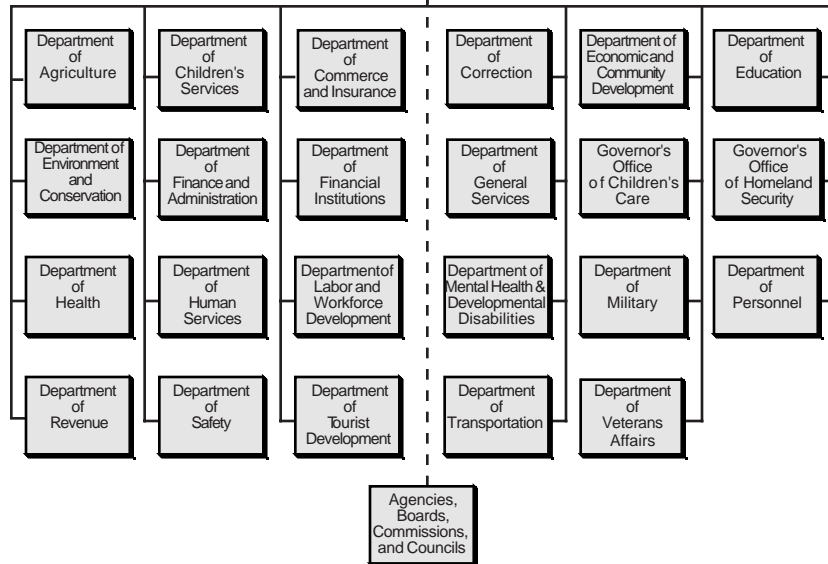 Department
of
Agriculture
Department
of
Children's
Services
Department
of
Commerce
and Insurance
Department
of
Correction
Department of
Economic and
Community
Development
Department
of
Education
Department of
Environment
and
Conservation
Department
of
Finance and
Administration
Department
of
Financial
Institutions
Department
of
General
Services
Governor's
Office
of Children's
Care
Governor's
Office
of Homeland
Security
Department
of
Health
Department
of
Human
Services
Department of
Labor and
Workforce
Development
Department of
Mental Health &
Developmental
Disabilities
Department
of
Military
Department
of
Personnel
Department
of
Revenue
Department
of
Safety
Department
of
Tourist
Development
Department
of
Transportation
Department
of
Veterans
Affairs
Agencies,
Boards,
Commissions,
and Councils